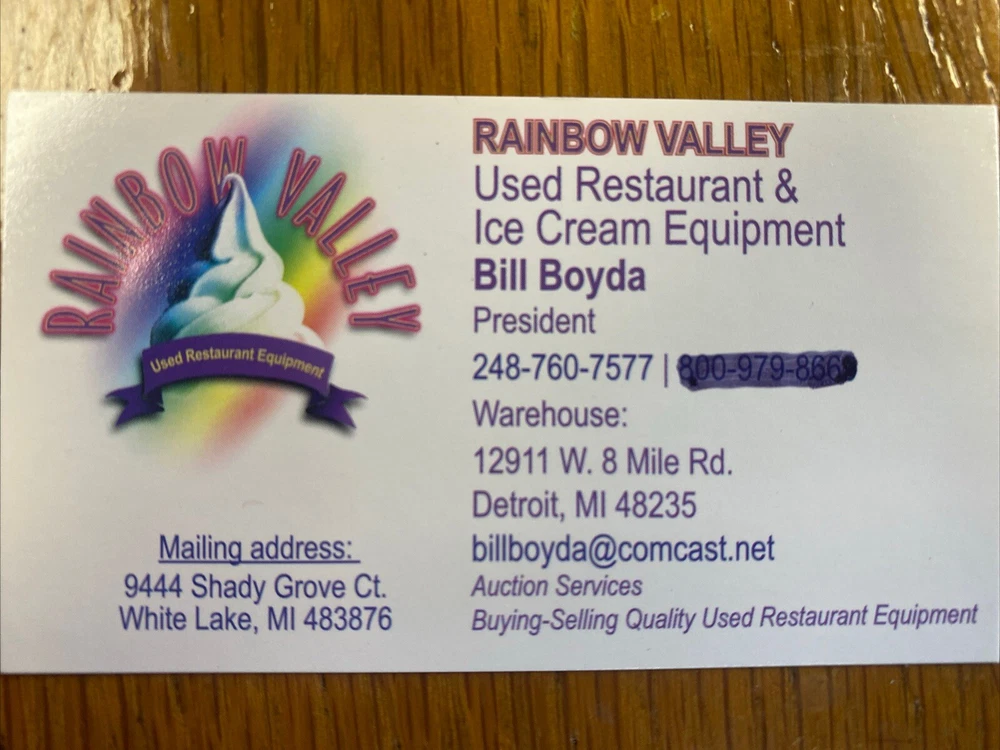 RAINBOW VALLEY
Used Restaurant Equipment
Mailing address:
9444 Shady Grove Ct.
White Lake, MI 483876
RAINBOW VALLEY
Used Restaurant &
Ice Cream Equipment
Bill Boyda
President
248-760-7577 |
Warehouse:
12911 W. 8 Mile Rd.
Detroit, MI 48235
billboyda@comcast.net
Auction Services
Buying-Selling Quality Used Restaurant Equipment